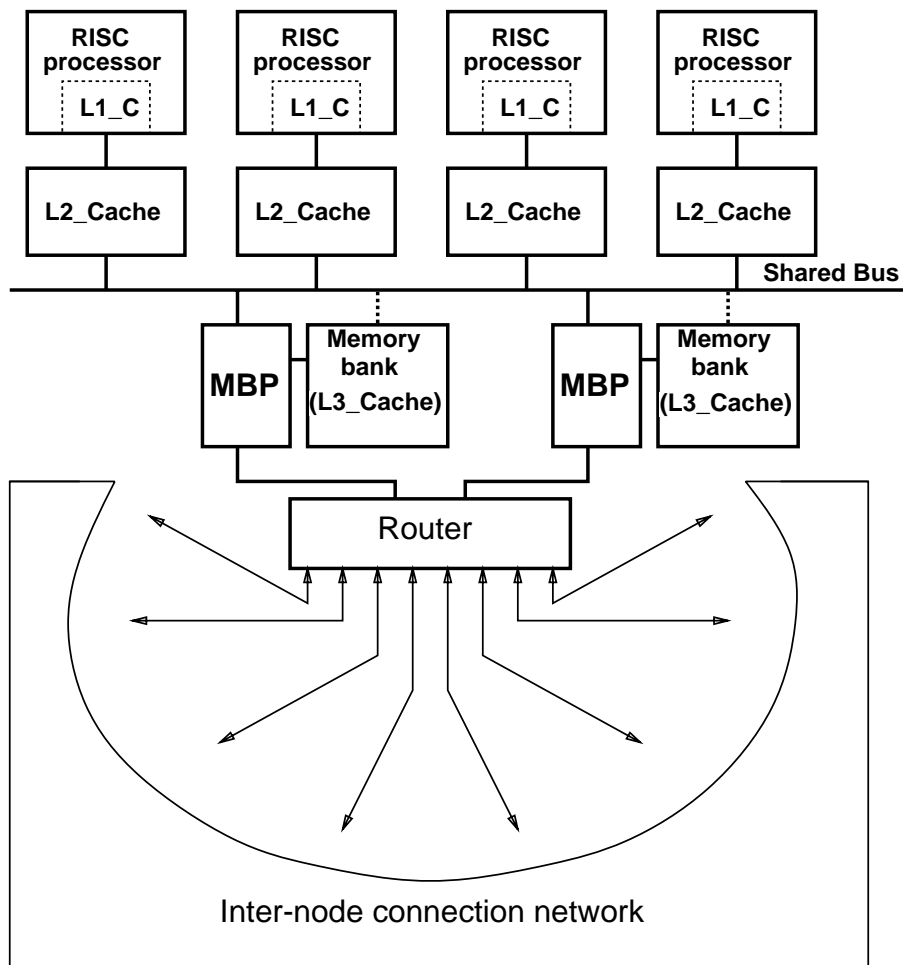 RISC
processor
L1_C
RISC
processor
L1_C
RISC
processor
L1_C
RISC
processor
L1_C
L2_Cache
L2_Cache
L2_Cache
L2_Cache
Shared Bus
MBP
Memory
bank
(L3_Cache)
MBP
Memory
bank
(L3_Cache)
Router
Inter-node connection network